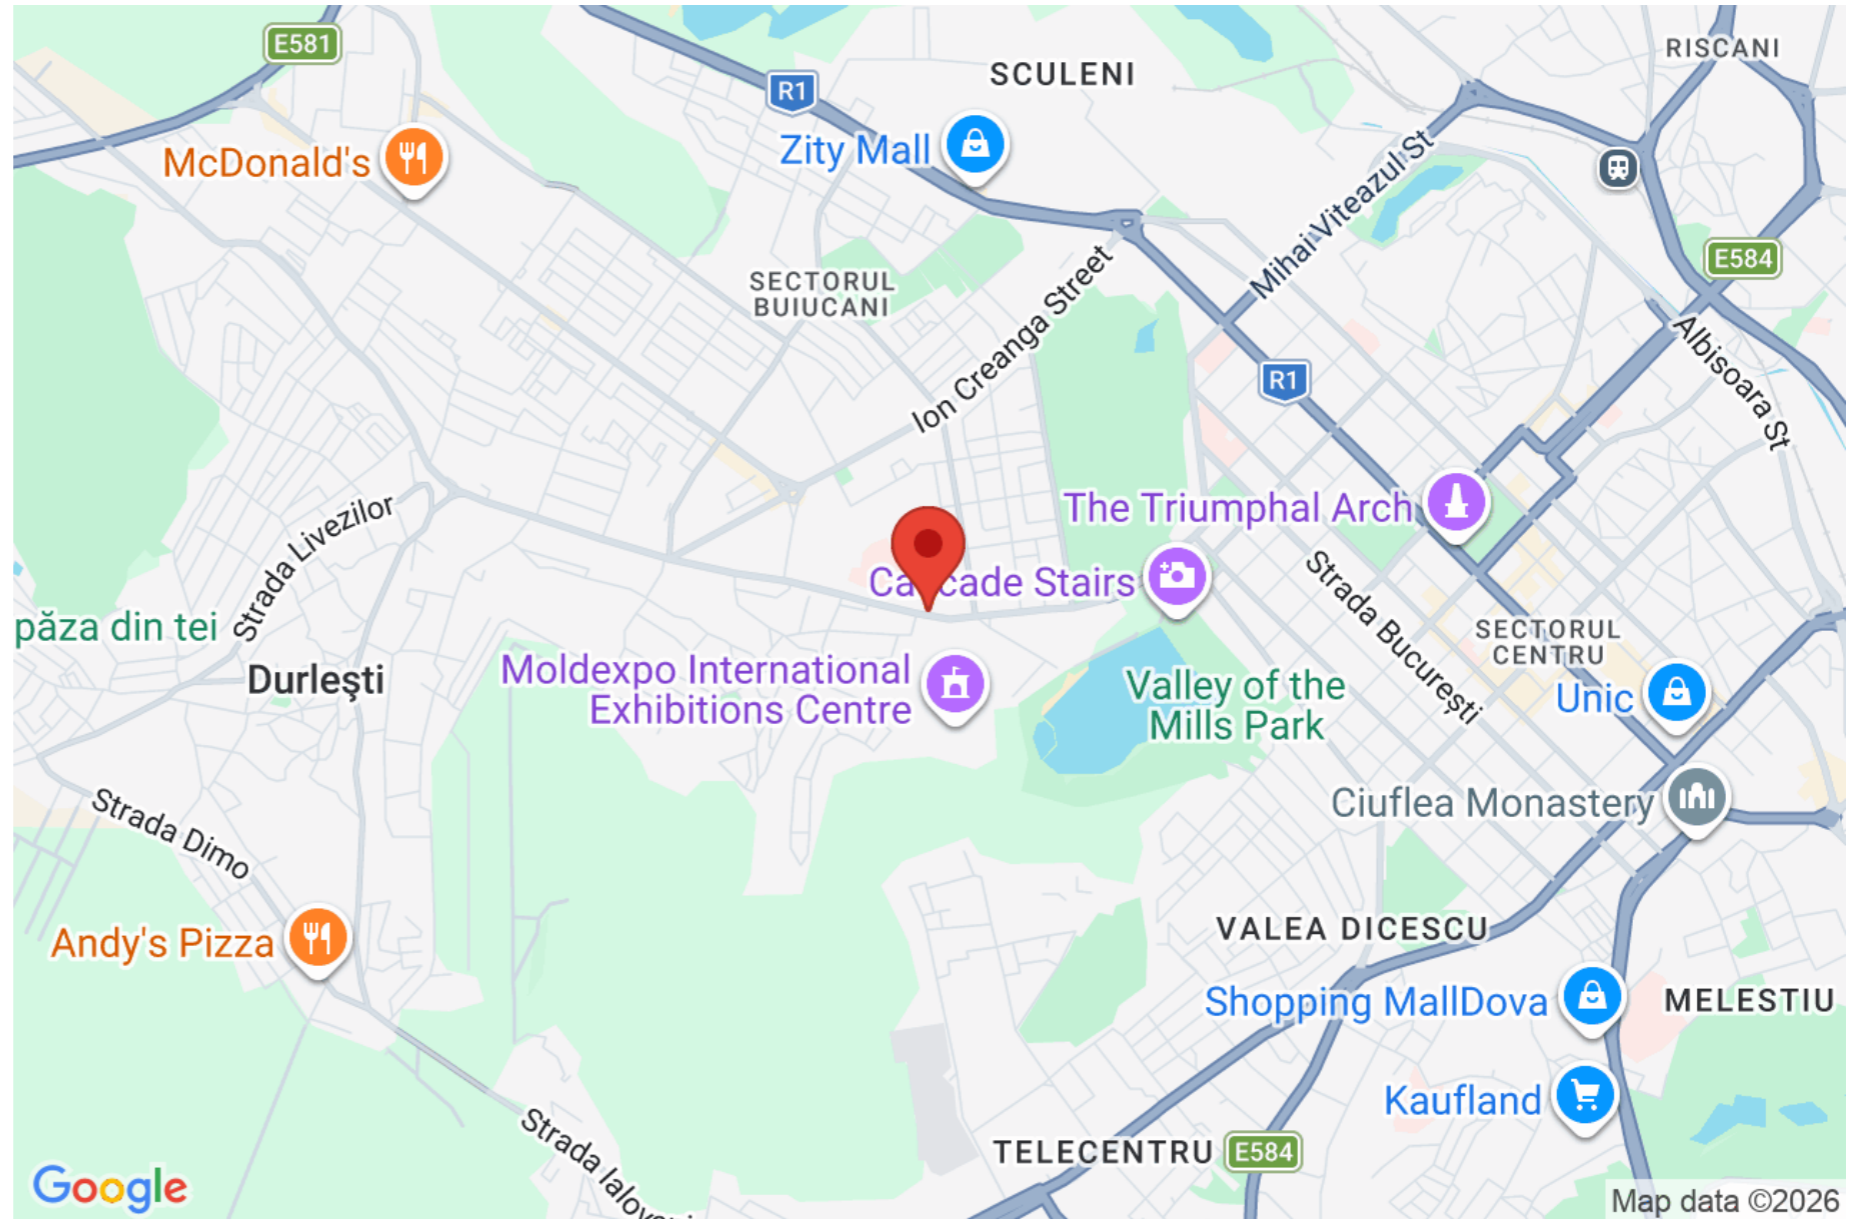 E581
RISCANI
SCULENI
R1
Zity Mall
McDonald's
Mihai Viteazul St
E584
SECTORUL
BUIUCANI
Ion Creanga Street
Albisoara St
R1
The Triumphal Arch
Strada Livezilor
Cascade Stairs
Strada București
păza din tei
SECTORUL
CENTRU
Durleşti
Moldexpo International
Exhibitions Centre
Valley of the
Mills Park
Unic
Strada Dimo
Ciuflea Monastery
VALEA DICESCU
Andy's Pizza
Shopping MallDova
MELESTIU
Kaufland
TELECENTRU
E584
Strada
Google
Map data ©2026